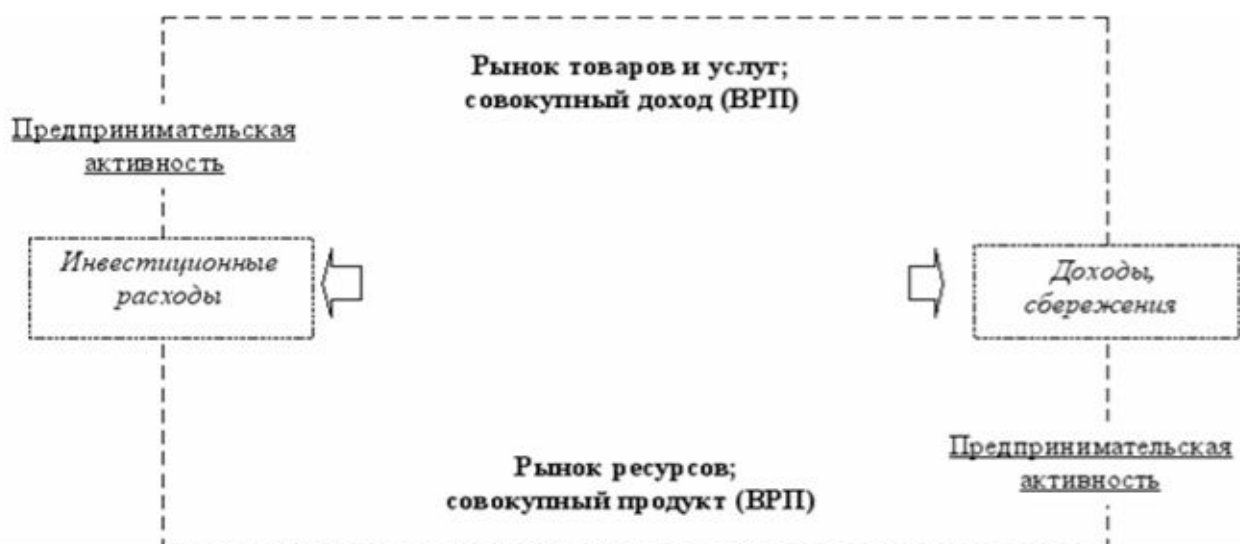 Рынок товаров и услуг;
совокупный доход (ВРП)
Предпринимательская
активность
Инвестиционные
расходы
Доходы,
сбережения
Рынок ресурсов;
совокупный продукт (ВРП)
Предпринимательская
активность